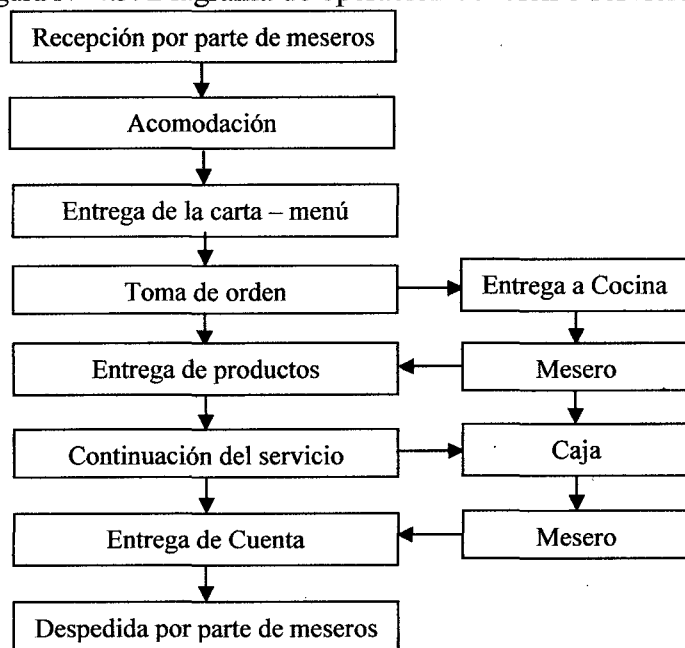 Recepción por parte de meseros
Acomodación
Entrega de la carta – menú
Toma de orden
Entrega a Cocina
Entrega de productos
Mesero
Continuación del servicio
Caja
Entrega de Cuenta
Mesero
Despedida por parte de meseros